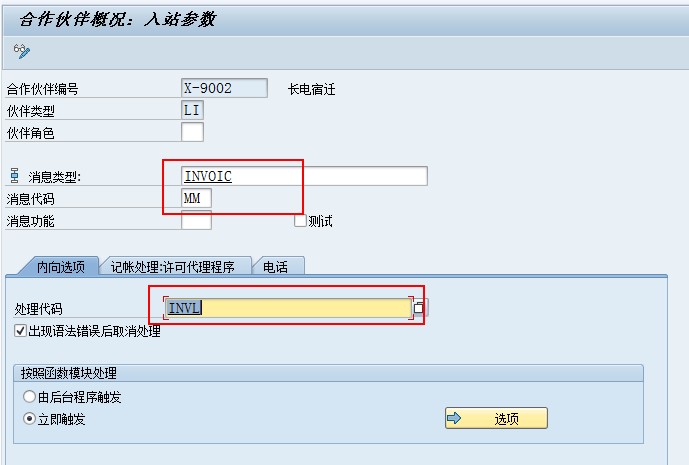 合作伙伴概况: 入站参数
合作伙伴编号 X-9002 长电宿迁
伙伴类型 LI
伙伴角色
消息类型: INVOIC
消息代码 MM
消息功能 测试
内向选项 记帐处理:许可代理程序 电话
处理代码 INVL
出现语法错误后取消处理
按照函数模块处理
由后台程序触发
立即触发 选项